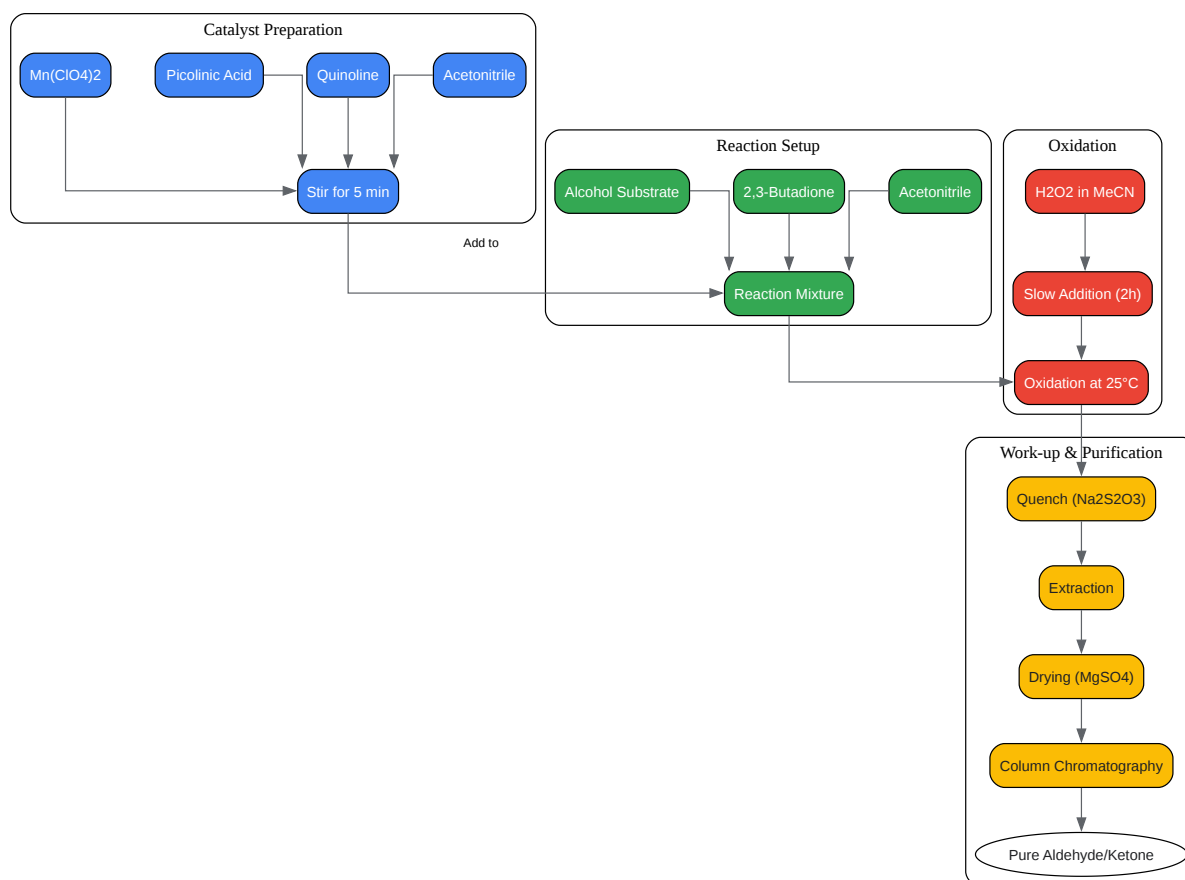 Catalyst Preparation
Mn(ClO4)2
Picolinic Acid
Quinoline
Acetonitrile
Stir for 5 min
Add to
Reaction Setup
Alcohol Substrate
2,3-Butadione
Acetonitrile
Reaction Mixture
Oxidation
H2O2 in MeCN
Slow Addition (2h)
Oxidation at 25°C
Work-up & Purification
Quench (Na2S2O3)
Extraction
Drying (MgSO4)
Column Chromatography
Pure Aldehyde/Ketone